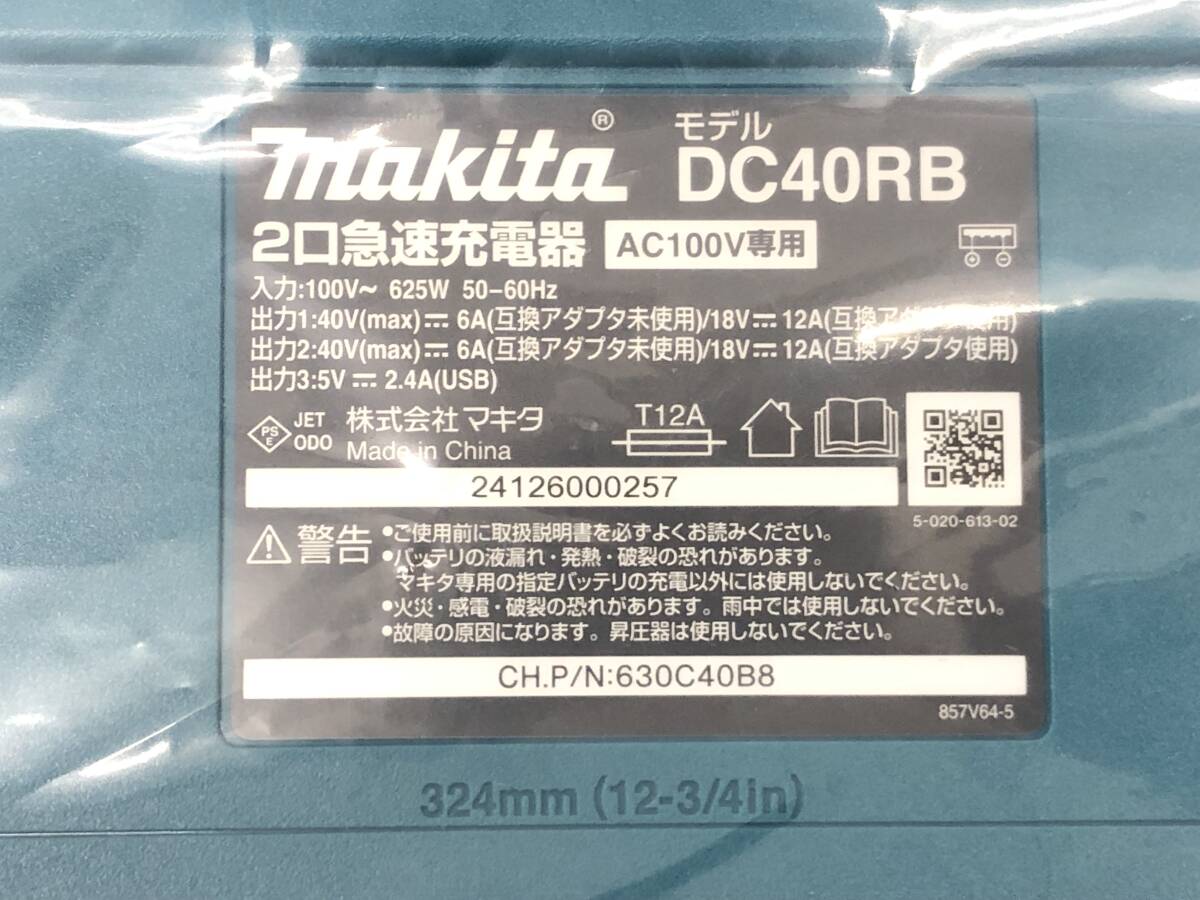 makita® モデル DC40RB
2口急速充電器 AC100V専用
入力:100V～ 625W 50-60Hz
出力1:40V(max)⎓ 6A(互換アダプタ未使用)/18V⎓ 12A(互換アダプタ使用)
出力2:40V(max)⎓ 6A(互換アダプタ未使用)/18V⎓ 12A(互換アダプタ使用)
出力3:5V⎓ 2.4A(USB)
PS E JET ODO 株式会社マキタ T12A
Made in China
24126000257
5-020-613-02
警告 •ご使用前に取扱説明書を必ずよくお読みください。
•バッテリの液漏れ・発熱・破裂の恐れがあります。
マキタ専用の指定バッテリの充電以外には使用しないでください。
•火災・感電・破裂の恐れがあります。雨中では使用しないでください。
•故障の原因になります。昇圧器は使用しないでください。
CH.P/N:630C40B8
857V64-5
324mm (12-3/4in)